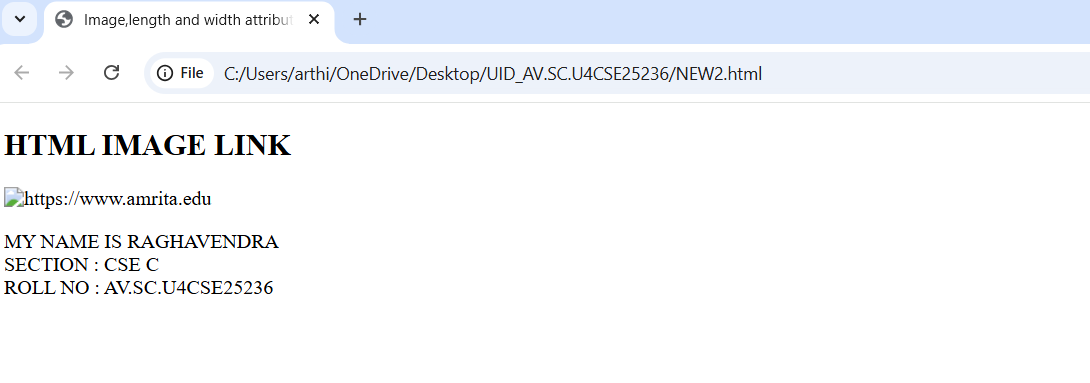 Image,length and width attribut
File
C:/Users/arthi/OneDrive/Desktop/UID_AV.SC.U4CSE25236/NEW2.html
HTML IMAGE LINK
https://www.amrita.edu
MY NAME IS RAGHAVENDRA
SECTION : CSE C
ROLL NO : AV.SC.U4CSE25236